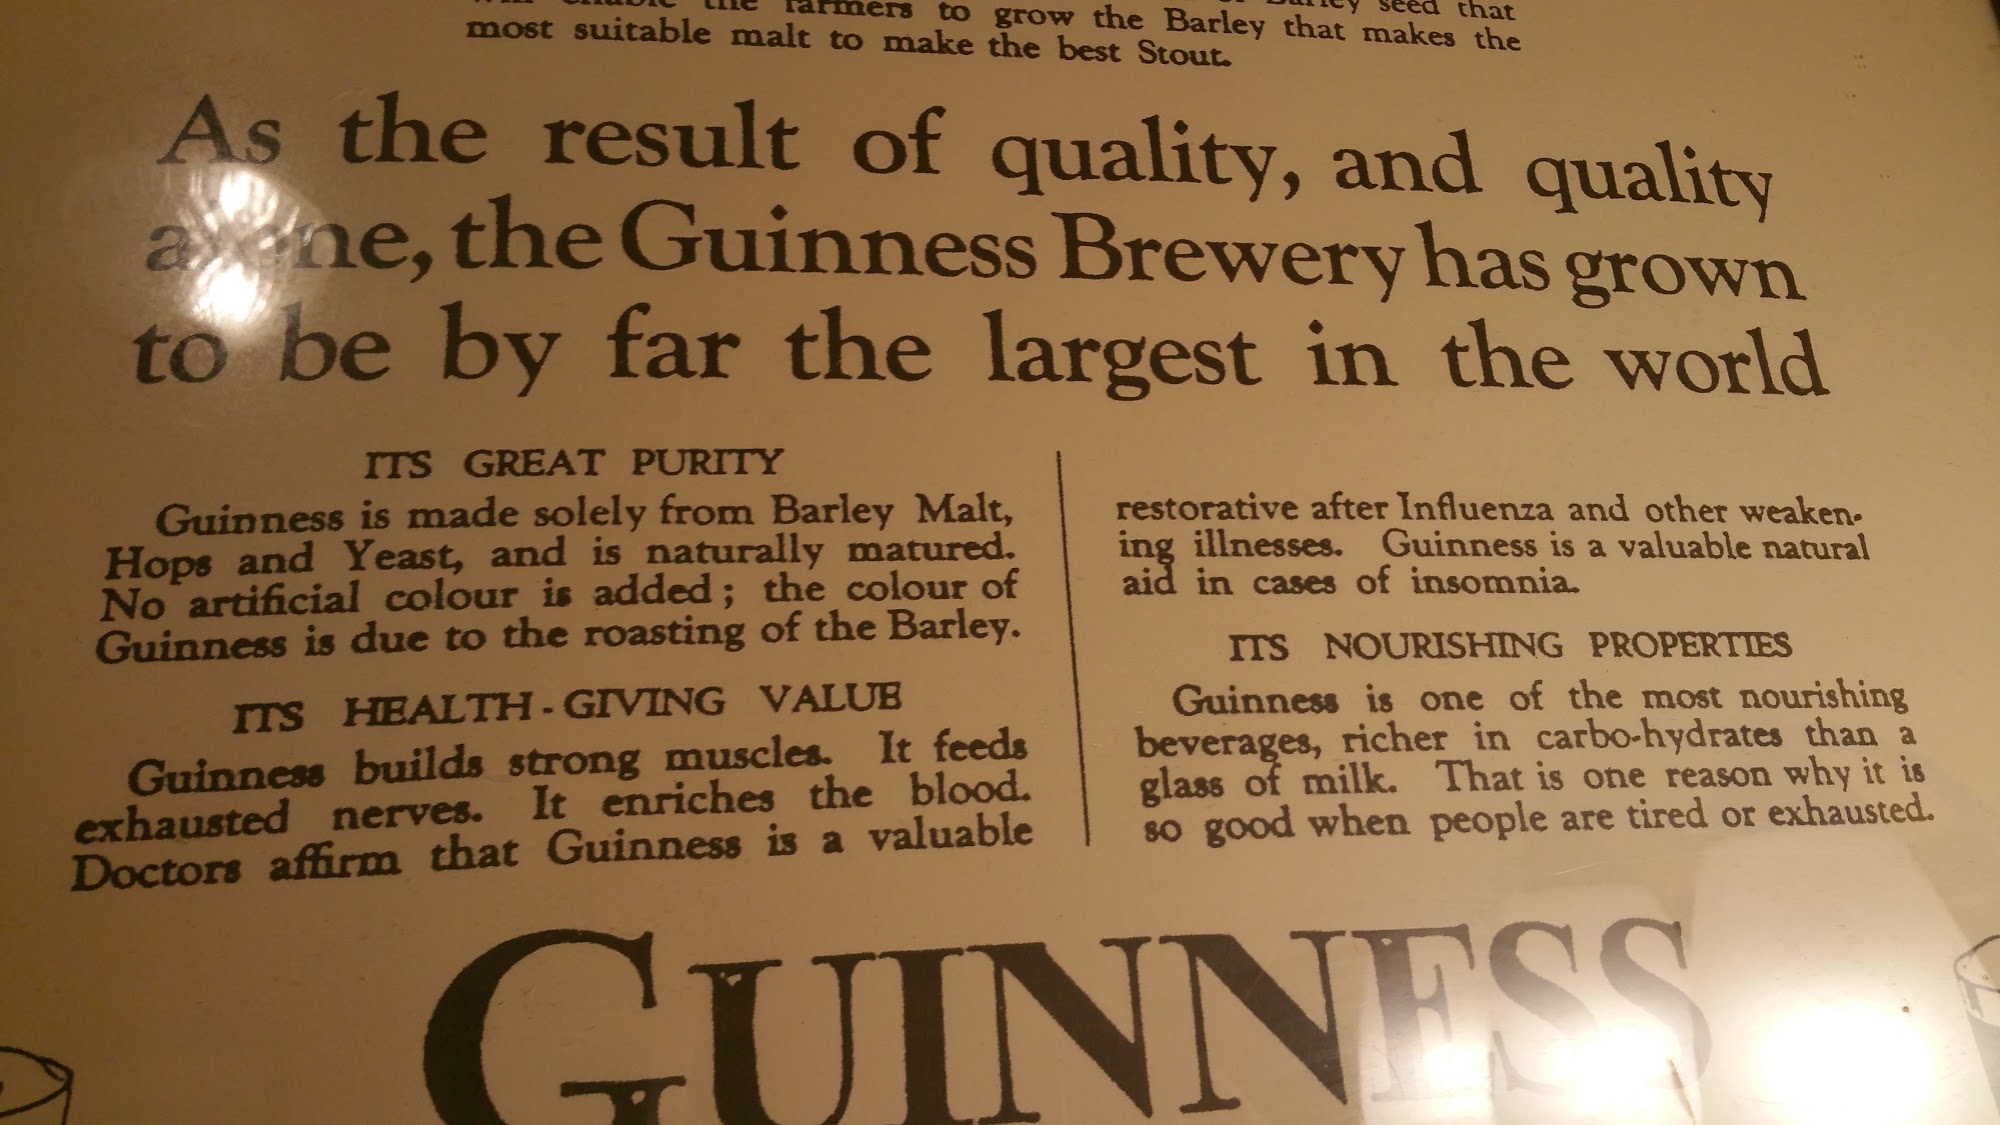 the farmers to grow the Barley that makes the
seed that
most suitable malt to make the best Stout.
As the result of quality, and quality
alone, the Guinness Brewery has grown
to be by far the largest in the world
ITS GREAT PURITY
Guinness is made solely from Barley Malt,
Hops and Yeast, and is naturally matured.
No artificial colour is added; the colour of
Guinness is due to the roasting of the Barley.
ITS HEALTH-GIVING VALUE
Guinness builds strong muscles. It feeds
exhausted nerves. It enriches the blood.
Doctors affirm that Guinness is a valuable
restorative after Influenza and other weaken-
ing illnesses. Guinness is a valuable natural
aid in cases of insomnia.
ITS NOURISHING PROPERTIES
Guinness is one of the most nourishing
beverages, richer in carbo-hydrates than a
glass of milk. That is one reason why it is
so good when people are tired or exhausted.
GUINNESS